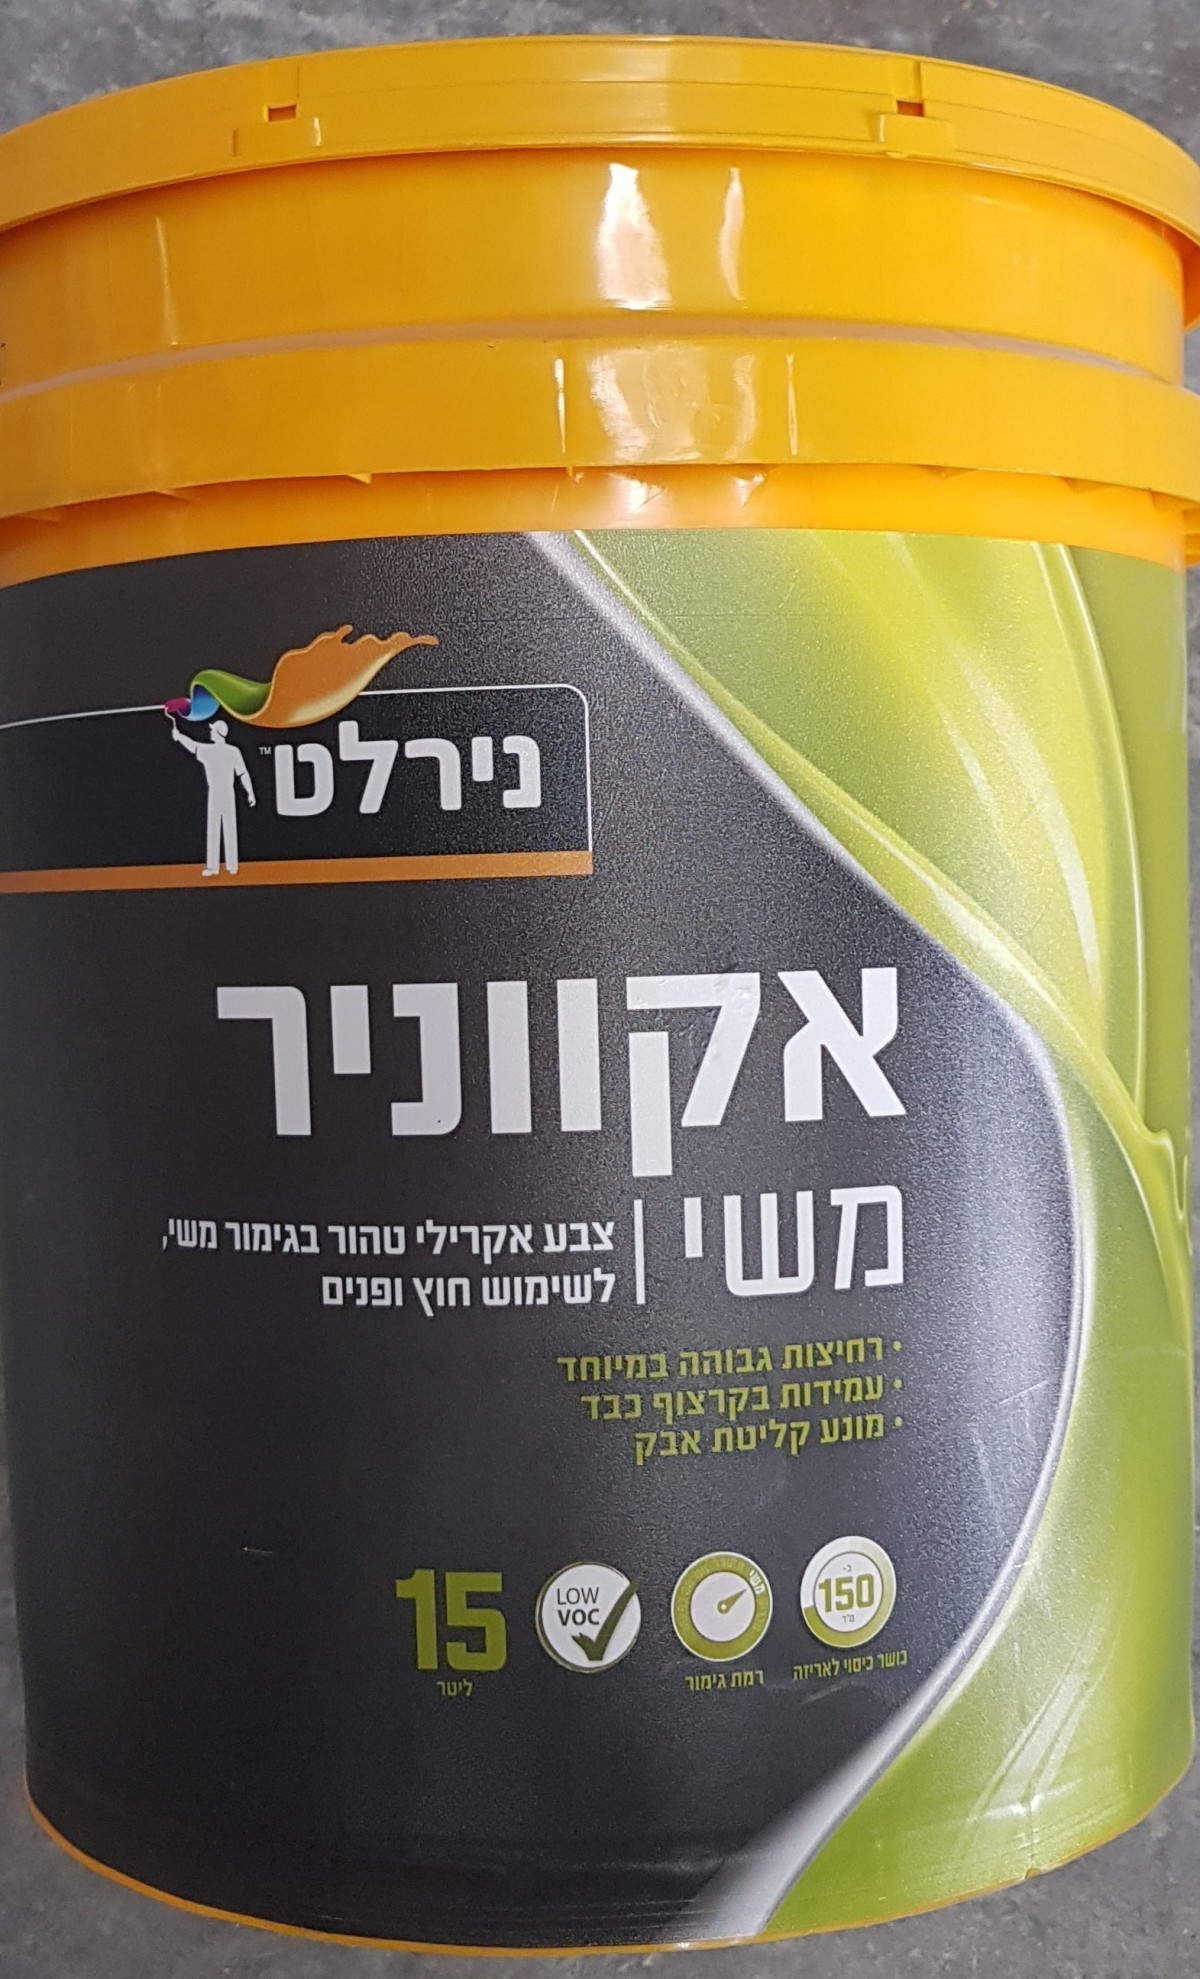 נירלט™
אקווניר
משי
צבע אקרילי טהור בגימור משי,
לשימוש חוץ ופנים
• רחיצות גבוהה במיוחד
• עמידות בקרצוף כבד
• מונע קליטת אבק
כ-
150
מ"ר
כושר כיסוי לאריזה
משי
רמת גימור
LOW
VOC
15
ליטר